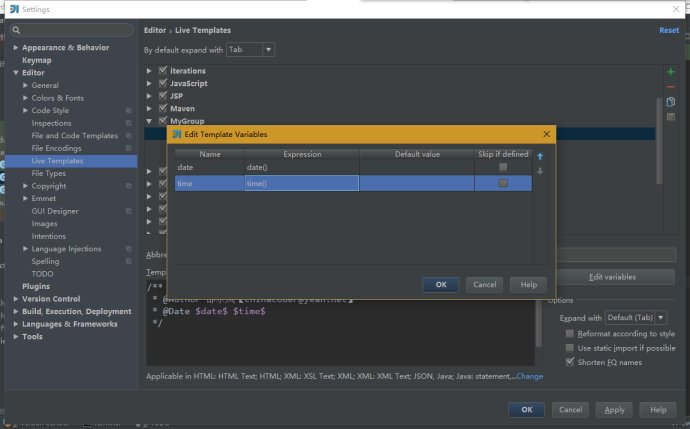 Settings
Editor › Live Templates
Reset
By default expand with Tab
Appearance & Behavior
Keymap
Editor
General
Colors & Fonts
Code Style
Inspections
File and Code Templates
File Encodings
Live Templates
File Types
Copyright
Emmet
GUI Designer
Images
Intentions
Language Injections
Spelling
TODO
Plugins
Version Control
Build, Execution, Deployment
Languages & Frameworks
Tools
iterations
JavaScript
JSP
Maven
MyGroup
Edit Template Variables
Name Expression Default value Skip if defined
date date()
time time()
OK Cancel Help
Abbre
Temp
Edit variables
/**
* @Author
* @Date $date$ $time$
*/
Options
Expand with Default (Tab)
Reformat according to style
Use static import if possible
Shorten FQ names
Applicable in HTML: HTML Text; HTML; XML: XSL Text; XML; XML: XML Text; JSON, Java; Java: statement,...Change
OK Cancel Apply Help